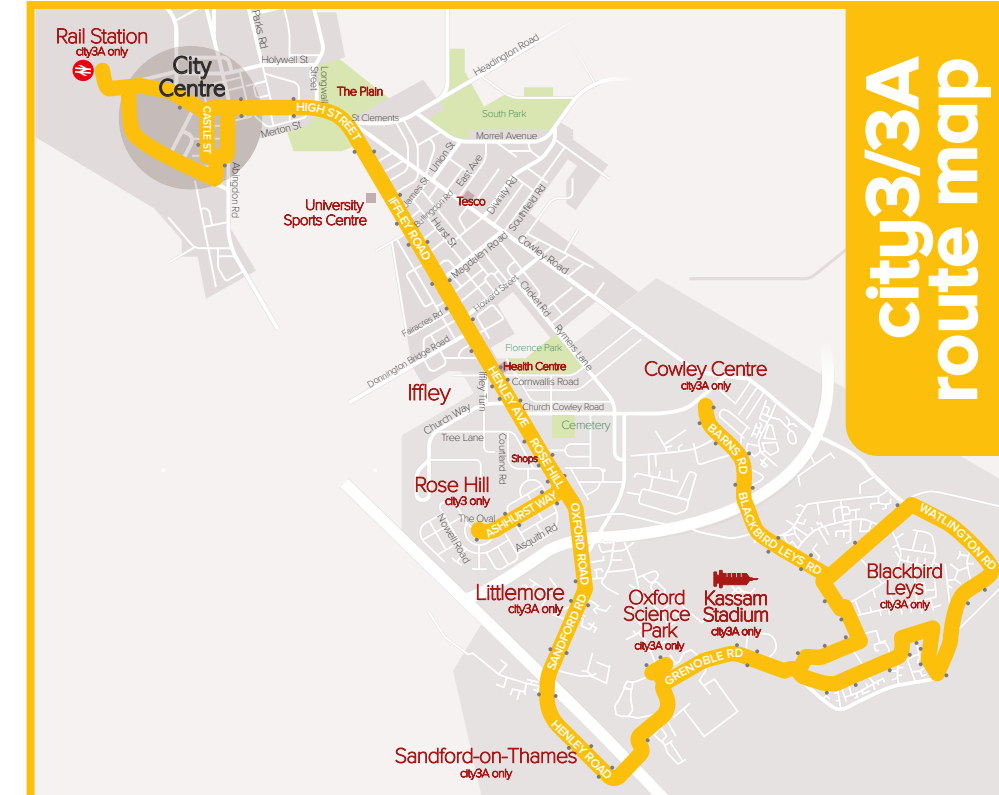 city3/3A
route map
Rail Station
city3A only
City
Centre
Parks Rd
Holywell St
Longwall
Street
Headington Road
The Plain
South Park
HIGH STREET
St Clements
CASTLE ST
Merton St
Morrell Avenue
Abingdon Rd
Union St
East Ave
James St
Divinity Rd
Southfield Rd
University
Sports Centre
Tesco
Bullingdon Rd
Hurst St
IFFLEY ROAD
Magdalen Road
Cowley Road
Howard Street
Cricket Rd
Fairacres Rd
Rymers Lane
Donnington Bridge Road
Florence Park
Health Centre
Cowley Centre
city3A only
Iffley
Iffley Turn
HENLEY AVE
Cornwallis Road
Church Way
Church Cowley Road
Cemetery
BARNS RD
Tree Lane
Courtland Rd
ROSE HILL
Shops
Rose Hill
city3 only
ASHHURST WAY
The Oval
Nowell Road
Asquith Rd
OXFORD ROAD
BLACKBIRD LEYS RD
WATLINGTON RD
Blackbird
Leys
city3A only
Littlemore
city3A only
Oxford
Science
Park
city3A only
Kassam
Stadium
city3A only
SANDFORD RD
GRENOBLE RD
HENLEY ROAD
Sandford-on-Thames
city3A only